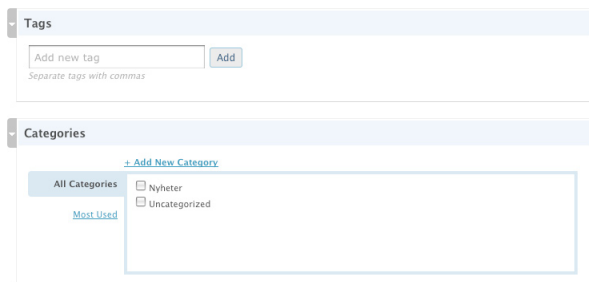 Tags
Add new tag
Add
Separate tags with commas
Categories
+ Add New Category
All Categories
Nyheter
Uncategorized
Most Used